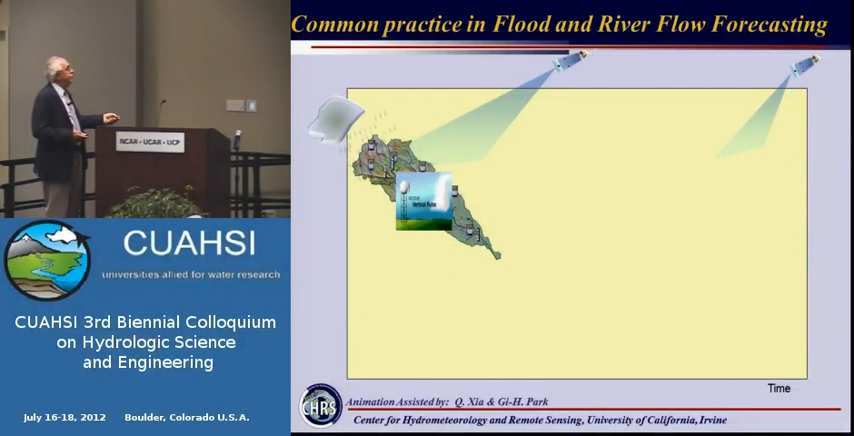 Common practice in Flood and River Flow Forecasting
NCAR - UCAR - UCP
Vertical Pulse
CUAHSI
universities allied for water research
CUAHSI 3rd Biennial Colloquium
on Hydrologic Science
and Engineering
July 16-18, 2012 Boulder, Colorado U.S.A.
Time
Animation Assisted by: Q. Xia & Gi-H. Park
CHRS
Center for Hydrometeorology and Remote Sensing, University of California, Irvine